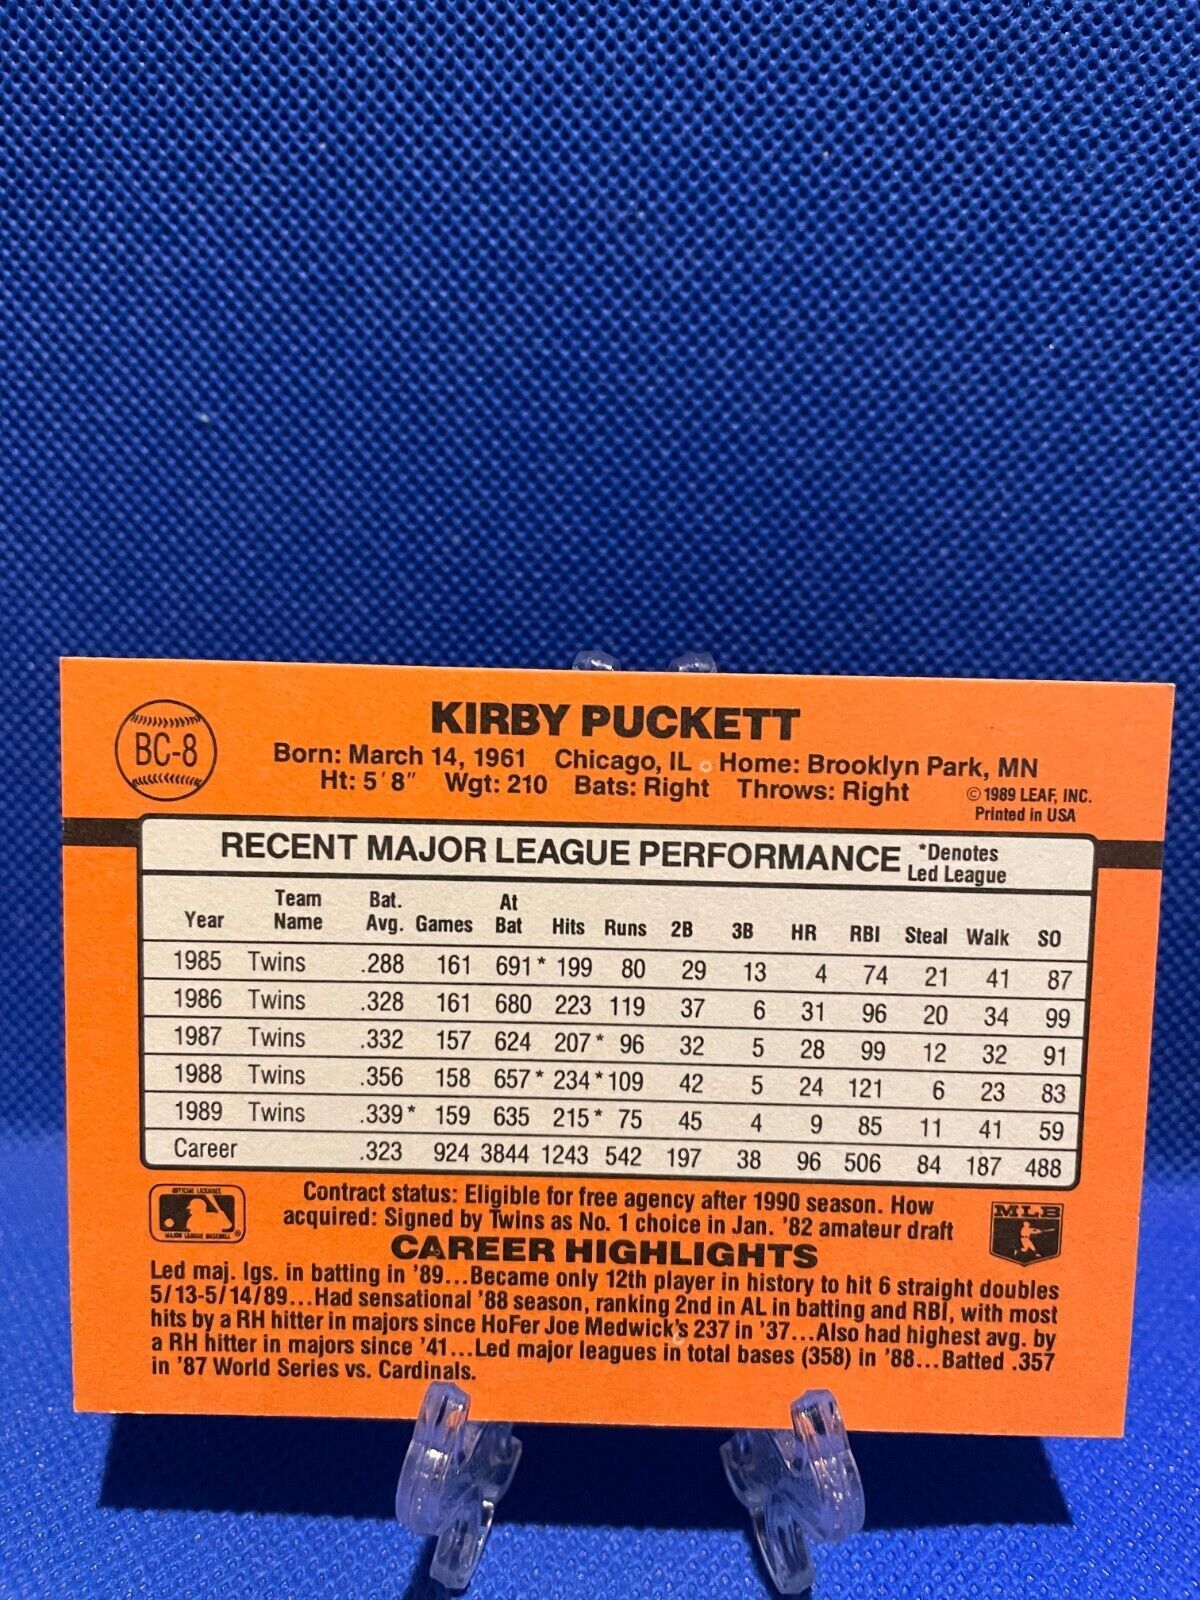 BC-8
KIRBY PUCKETT
Born: March 14, 1961 Chicago, IL Home: Brooklyn Park, MN
Ht: 5'8" Wgt: 210 Bats: Right Throws: Right
© 1989 LEAF, INC.
Printed in USA
RECENT MAJOR LEAGUE PERFORMANCE *Denotes
Led League
Year Team Name Bat. Avg. Games At Bat Hits Runs 2B 3B HR RBI Steal Walk SO
1985 Twins .288 161 691* 199 80 29 13 4 74 21 41 87
1986 Twins .328 161 680 223 119 37 6 31 96 20 34 99
1987 Twins .332 157 624 207* 96 32 5 28 99 12 32 91
1988 Twins .356 158 657* 234* 109 42 5 24 121 6 23 83
1989 Twins .339* 159 635 215* 75 45 4 9 85 11 41 59
Career .323 924 3844 1243 542 197 38 96 506 84 187 488
OFFICIAL LICENSEE
MAJOR LEAGUE BASEBALL
®
Contract status: Eligible for free agency after 1990 season. How
acquired: Signed by Twins as No. 1 choice in Jan. '82 amateur draft
MLB
CAREER HIGHLIGHTS
Led maj. lgs. in batting in '89...Became only 12th player in history to hit 6 straight doubles
5/13-5/14/89...Had sensational '88 season, ranking 2nd in AL in batting and RBI, with most
hits by a RH hitter in majors since HoFer Joe Medwick's 237 in '37...Also had highest avg. by
a RH hitter in majors since '41...Led major leagues in total bases (358) in '88...Batted .357
in '87 World Series vs. Cardinals.